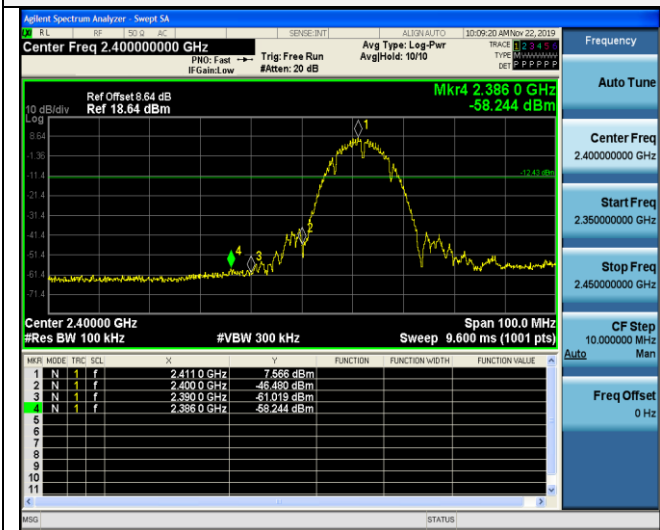 Agilent Spectrum Analyzer - Swept SA
RL RF 50 Ω AC SENSE:INT ALIGN AUTO 10:09:20 AM Nov 22, 2019
Center Freq 2.400000000 GHz Avg Type: Log-Pwr TRACE 1 2 3 4 5 6
PNO: Fast Trig: Free Run Avg|Hold: 10/10 TYPE M
IFGain:Low #Atten: 20 dB DET P P P P P P
Mkr4 2.386 0 GHz
-58.244 dBm
Ref Offset 8.64 dB
10 dB/div Ref 18.64 dBm
Log
8.64
-1.36
-11.4
-21.4
-31.4
-41.4
-51.4
-61.4
-71.4
1
-12.43 dBm
2
3
4
Center 2.40000 GHz Span 100.0 MHz
#Res BW 100 kHz #VBW 300 kHz Sweep 9.600 ms (1001 pts)
MKR MODE TRC SCL X Y FUNCTION FUNCTION WIDTH FUNCTION VALUE
1 N 1 f 2.411 0 GHz 7.566 dBm
2 N 1 f 2.400 0 GHz -46.480 dBm
3 N 1 f 2.390 0 GHz -61.019 dBm
4 N 1 f 2.386 0 GHz -58.244 dBm
5
6
7
8
9
10
11
MSG STATUS
Frequency
Auto Tune
Center Freq
2.400000000 GHz
Start Freq
2.350000000 GHz
Stop Freq
2.450000000 GHz
CF Step
10.000000 MHz
Auto Man
Freq Offset
0 Hz